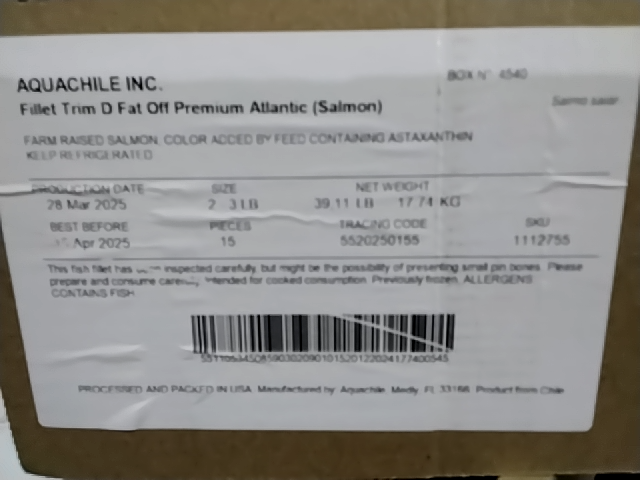 AQUACHILE INC.
BOX N° 4540
Fillet Trim D Fat Off Premium Atlantic (Salmon)
Salmo salar
FARM RAISED SALMON, COLOR ADDED BY FEED CONTAINING ASTAXANTHIN
KEEP REFRIGERATED
PRODUCTION DATE SIZE NET WEIGHT
28 Mar 2025 2 3 LB 39.11 LB 17.74 KG
BEST BEFORE PIECES TRACING CODE SKU
Apr 2025 15 5520250155 1112755
This fish fillet has inspected carefully, but might be the possibility of presenting small pin bones. Please
prepare and consume Intended for cooked consumption. Previously frozen. ALLERGENS
CONTAINS FISH.
PROCESSED AND PACKED IN USA. Manufactured by: Aquachile. Medly, FL 33166. Product from Chile